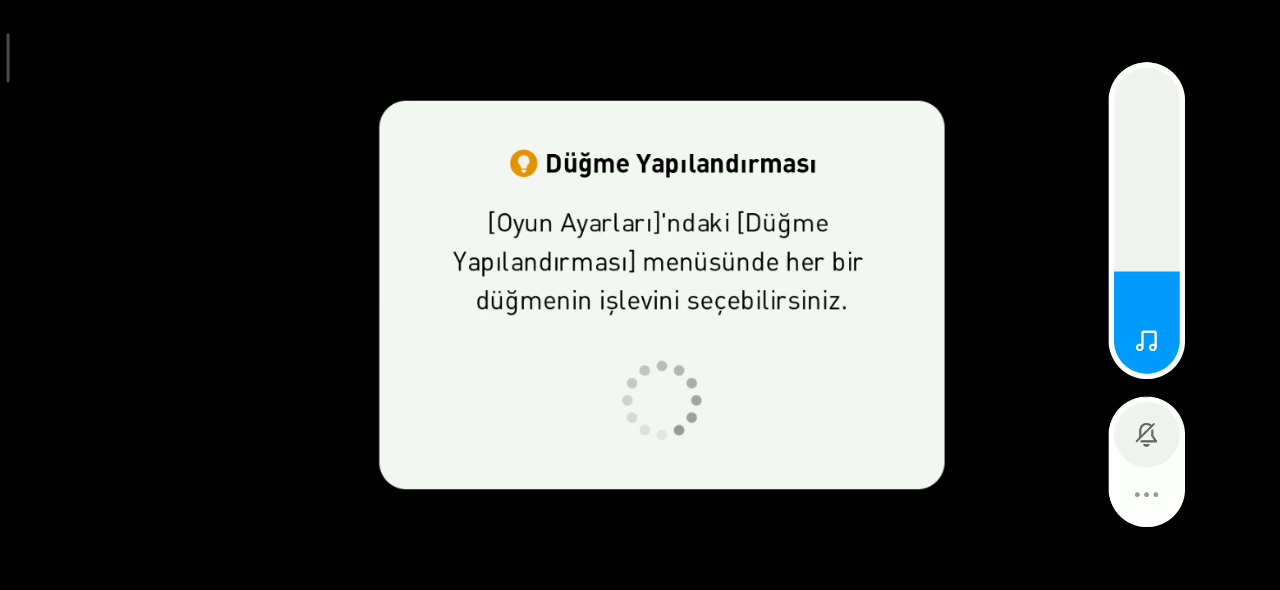 Düğme Yapılandırması
[Oyun Ayarları]'ndaki [Düğme
Yapılandırması] menüsünde her bir
düğmenin işlevini seçebilirsiniz.